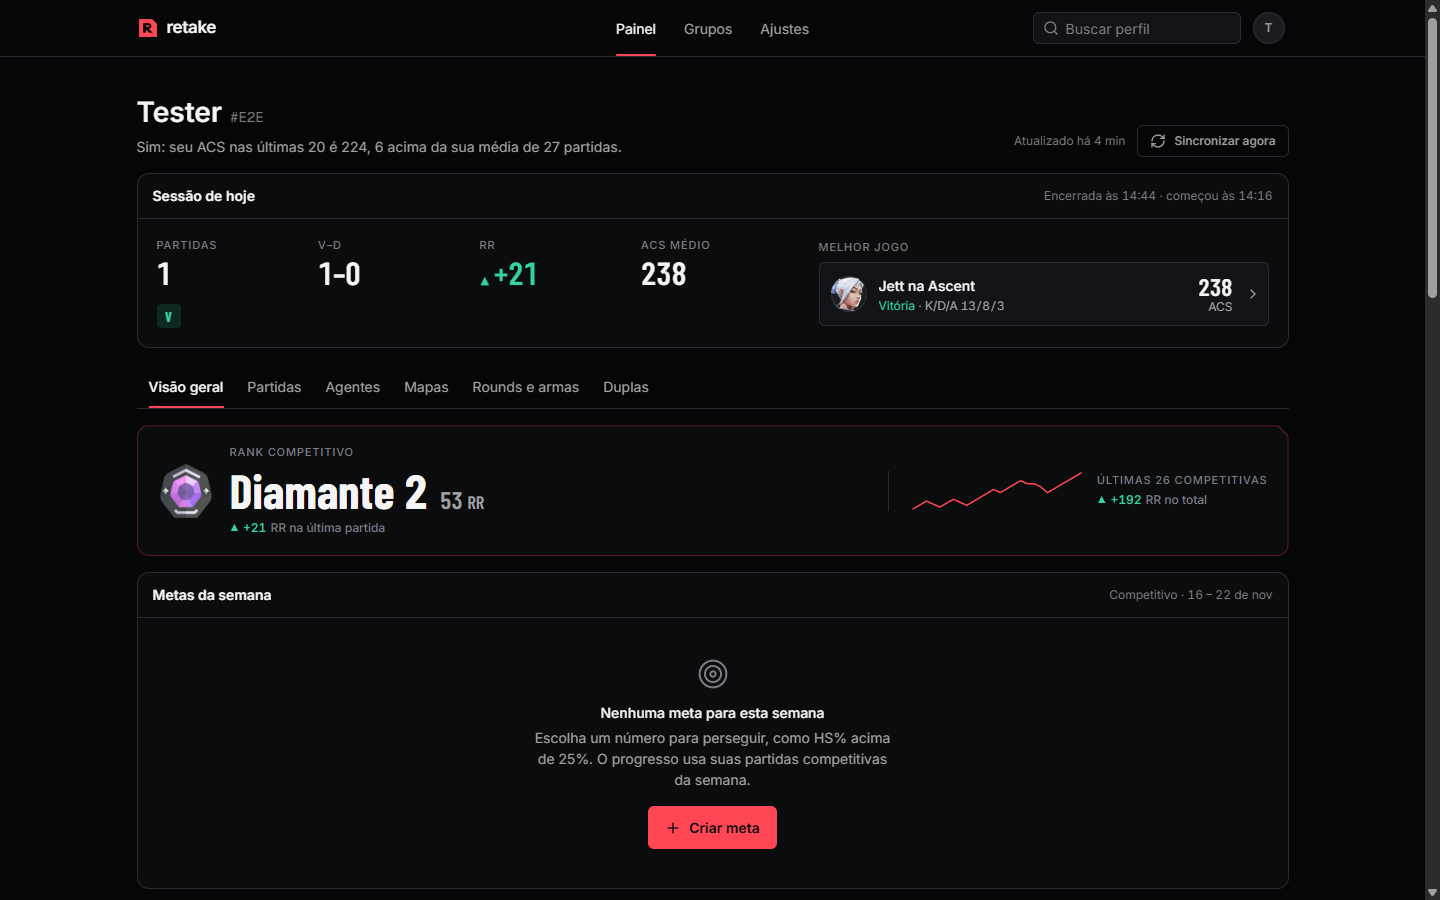 R retake
Painel
Grupos
Ajustes
Buscar perfil
T
Tester #E2E
Sim: seu ACS nas últimas 20 é 224, 6 acima da sua média de 27 partidas.
Atualizado há 4 min
Sincronizar agora
Sessão de hoje
Encerrada às 14:44 · começou às 14:16
PARTIDAS
1
V
V–D
1–0
RR
▲+21
ACS MÉDIO
238
MELHOR JOGO
Jett na Ascent
Vitória · K/D/A 13/8/3
238
ACS
Visão geral
Partidas
Agentes
Mapas
Rounds e armas
Duplas
RANK COMPETITIVO
Diamante 2 53 RR
▲ +21 RR na última partida
ÚLTIMAS 26 COMPETITIVAS
▲ +192 RR no total
Metas da semana
Competitivo · 16 – 22 de nov
Nenhuma meta para esta semana
Escolha um número para perseguir, como HS% acima
de 25%. O progresso usa suas partidas competitivas
da semana.
+ Criar meta